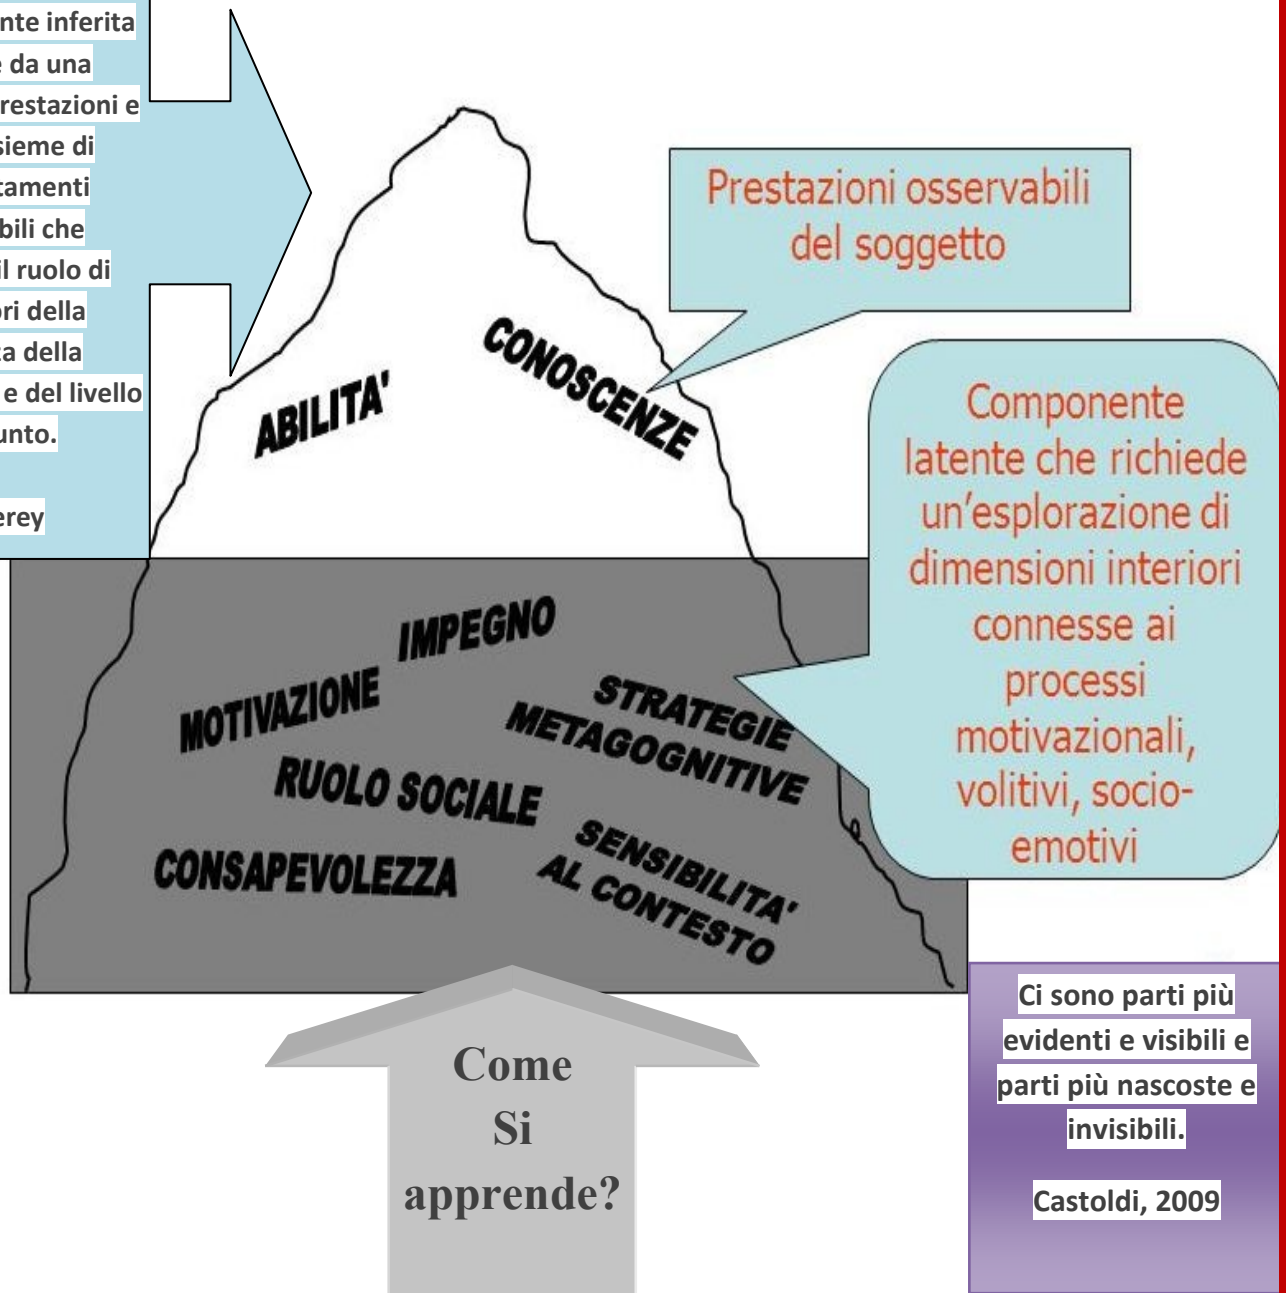 nte inferita
e da una
restazioni e
sieme di
tamenti
bili che
il ruolo di
ori della
za della
e del livello
unto.
erey
Prestazioni osservabili
del soggetto
ABILITA'
CONOSCENZE
Componente
latente che richiede
un'esplorazione di
dimensioni interiori
connesse ai
processi
motivazionali,
volitivi, socio-
emotivi
IMPEGNO
MOTIVAZIONE
STRATEGIE
METAGOGNITIVE
RUOLO SOCIALE
CONSAPEVOLEZZA
SENSIBILITA'
AL CONTESTO
Come
Si
apprende?
Ci sono parti più
evidenti e visibili e
parti più nascoste e
invisibili.
Castoldi, 2009